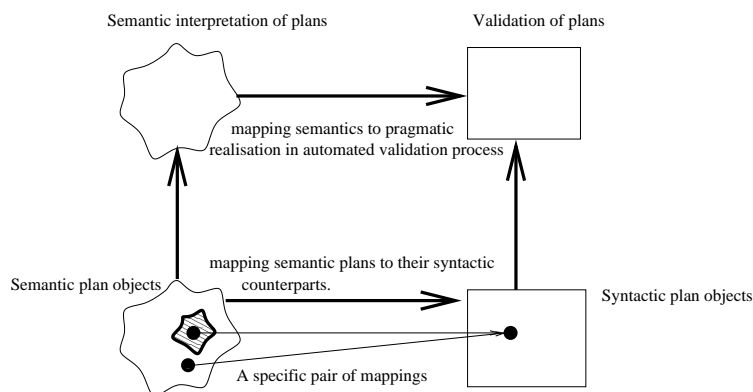 Semantic interpretation of plans
Validation of plans
mapping semantics to pragmatic
realisation in automated validation process
mapping semantic plans to their syntactic
counterparts.
Semantic plan objects
Syntactic plan objects
A specific pair of mappings